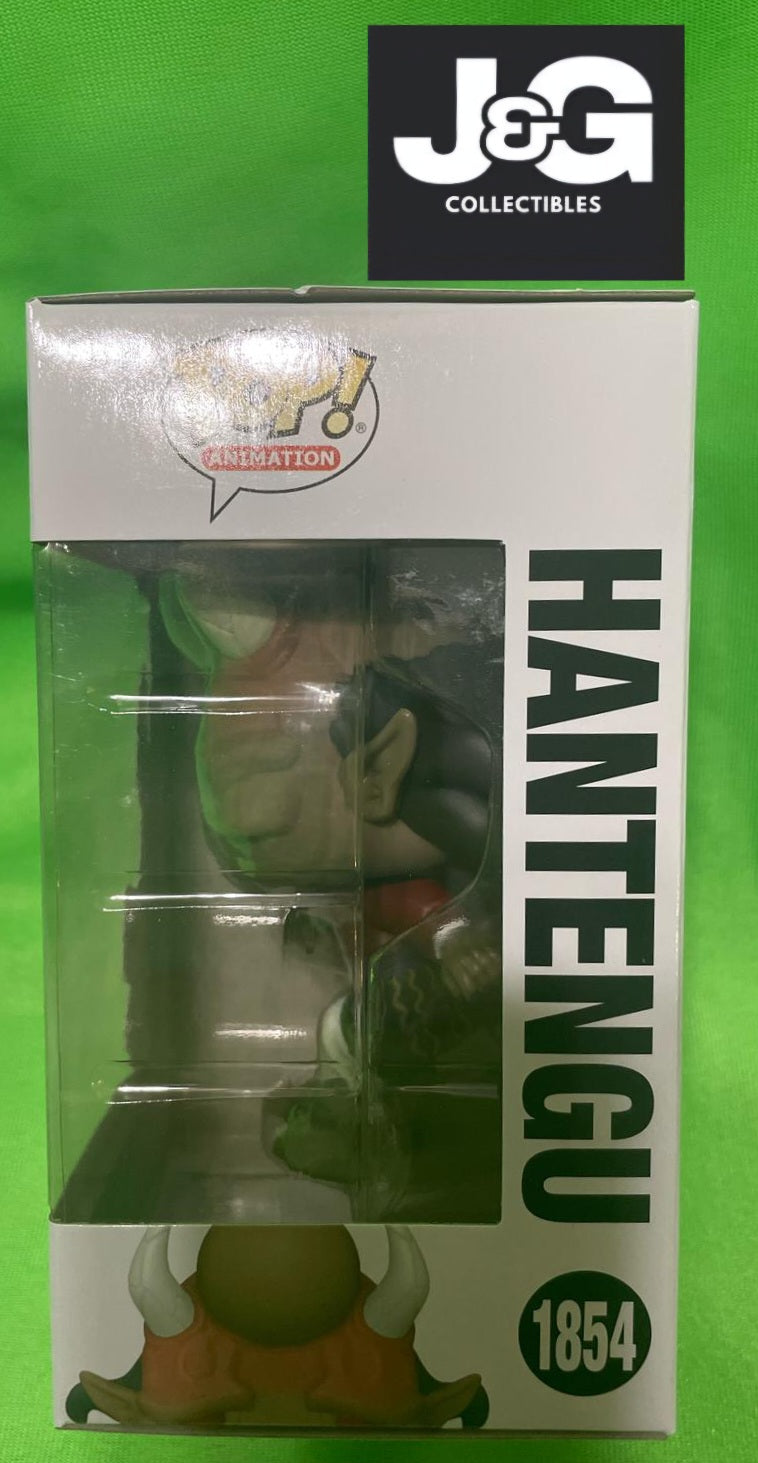 J&G
COLLECTIBLES
POP!®
ANIMATION
HANTENGU
1854